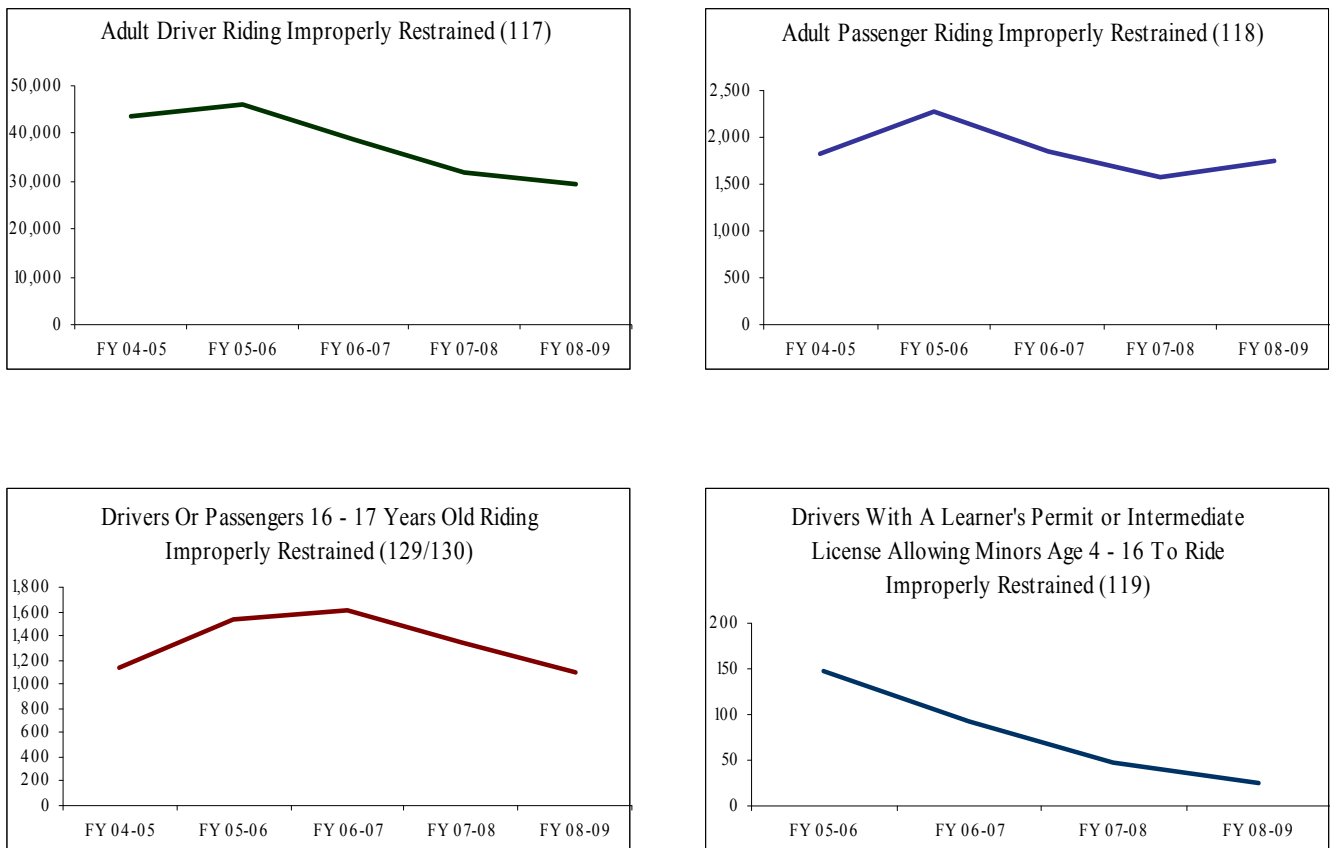 Adult Driver Riding Improperly Restrained (117)
50,000
40,000
30,000
20,000
10,000
0
FY 04-05 FY 05-06 FY 06-07 FY 07-08 FY 08-09
Adult Passenger Riding Improperly Restrained (118)
2,500
2,000
1,500
1,000
500
0
FY 04-05 FY 05-06 FY 06-07 FY 07-08 FY 08-09
Drivers Or Passengers 16 - 17 Years Old Riding
Improperly Restrained (129/130)
1,800
1,600
1,400
1,200
1,000
800
600
400
200
0
FY 04-05 FY 05-06 FY 06-07 FY 07-08 FY 08-09
Drivers With A Learner's Permit or Intermediate
License Allowing Minors Age 4 - 16 To Ride
Improperly Restrained (119)
200
150
100
50
0
FY 05-06 FY 06-07 FY 07-08 FY 08-09